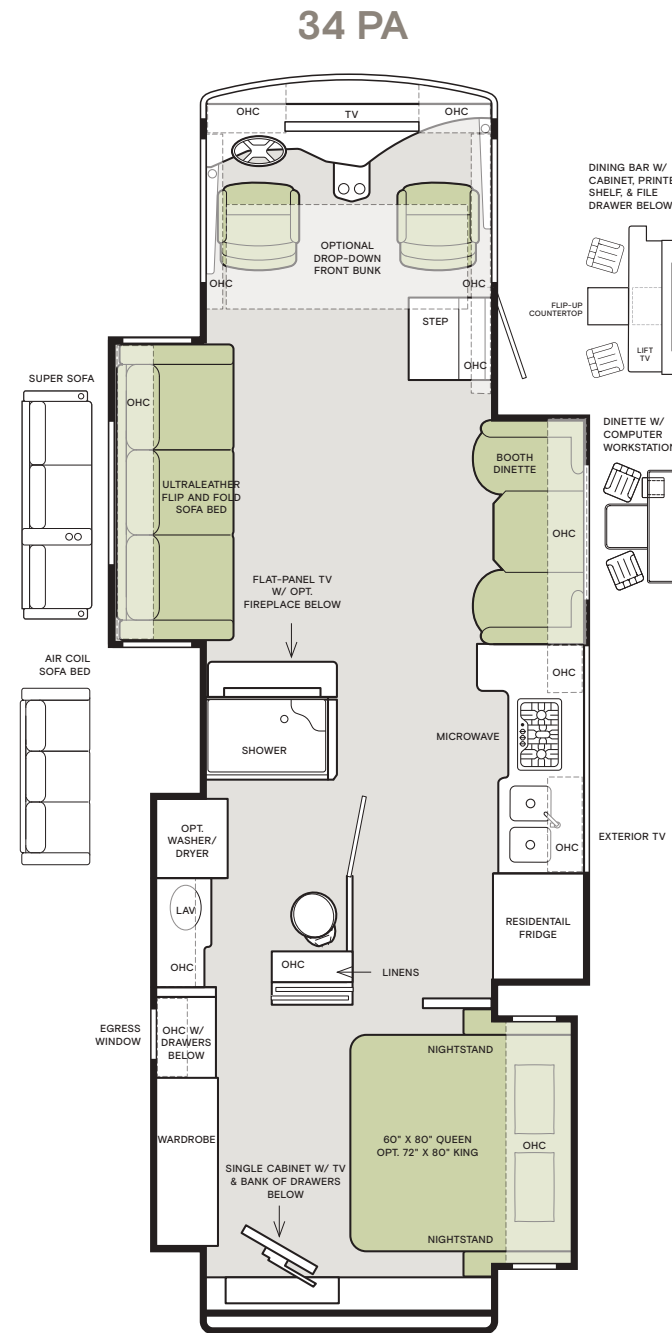 34 PA
OHC
TV
OHC
DINING BAR W/
CABINET, PRINTE
SHELF, & FILE
DRAWER BELOW
OPTIONAL
DROP-DOWN
FRONT BUNK
OHC
OHC
FLIP-UP
COUNTERTOP
LIFT
TV
STEP
OHC
SUPER SOFA
OHC
ULTRALEATHER
FLIP AND FOLD
SOFA BED
BOOTH
DINETTE
OHC
DINETTE W/
COMPUTER
WORKSTATION
FLAT-PANEL TV
W/ OPT.
FIREPLACE BELOW
AIR COIL
SOFA BED
OHC
SHOWER
MICROWAVE
OPT.
WASHER/
DRYER
OHC
EXTERIOR TV
LAV
OHC
OHC
LINENS
RESIDENTAIL
FRIDGE
EGRESS
WINDOW
OHC W/
DRAWERS
BELOW
NIGHTSTAND
WARDROBE
60" X 80" QUEEN
OPT. 72" X 80" KING
OHC
SINGLE CABINET W/ TV
& BANK OF DRAWERS
BELOW
NIGHTSTAND